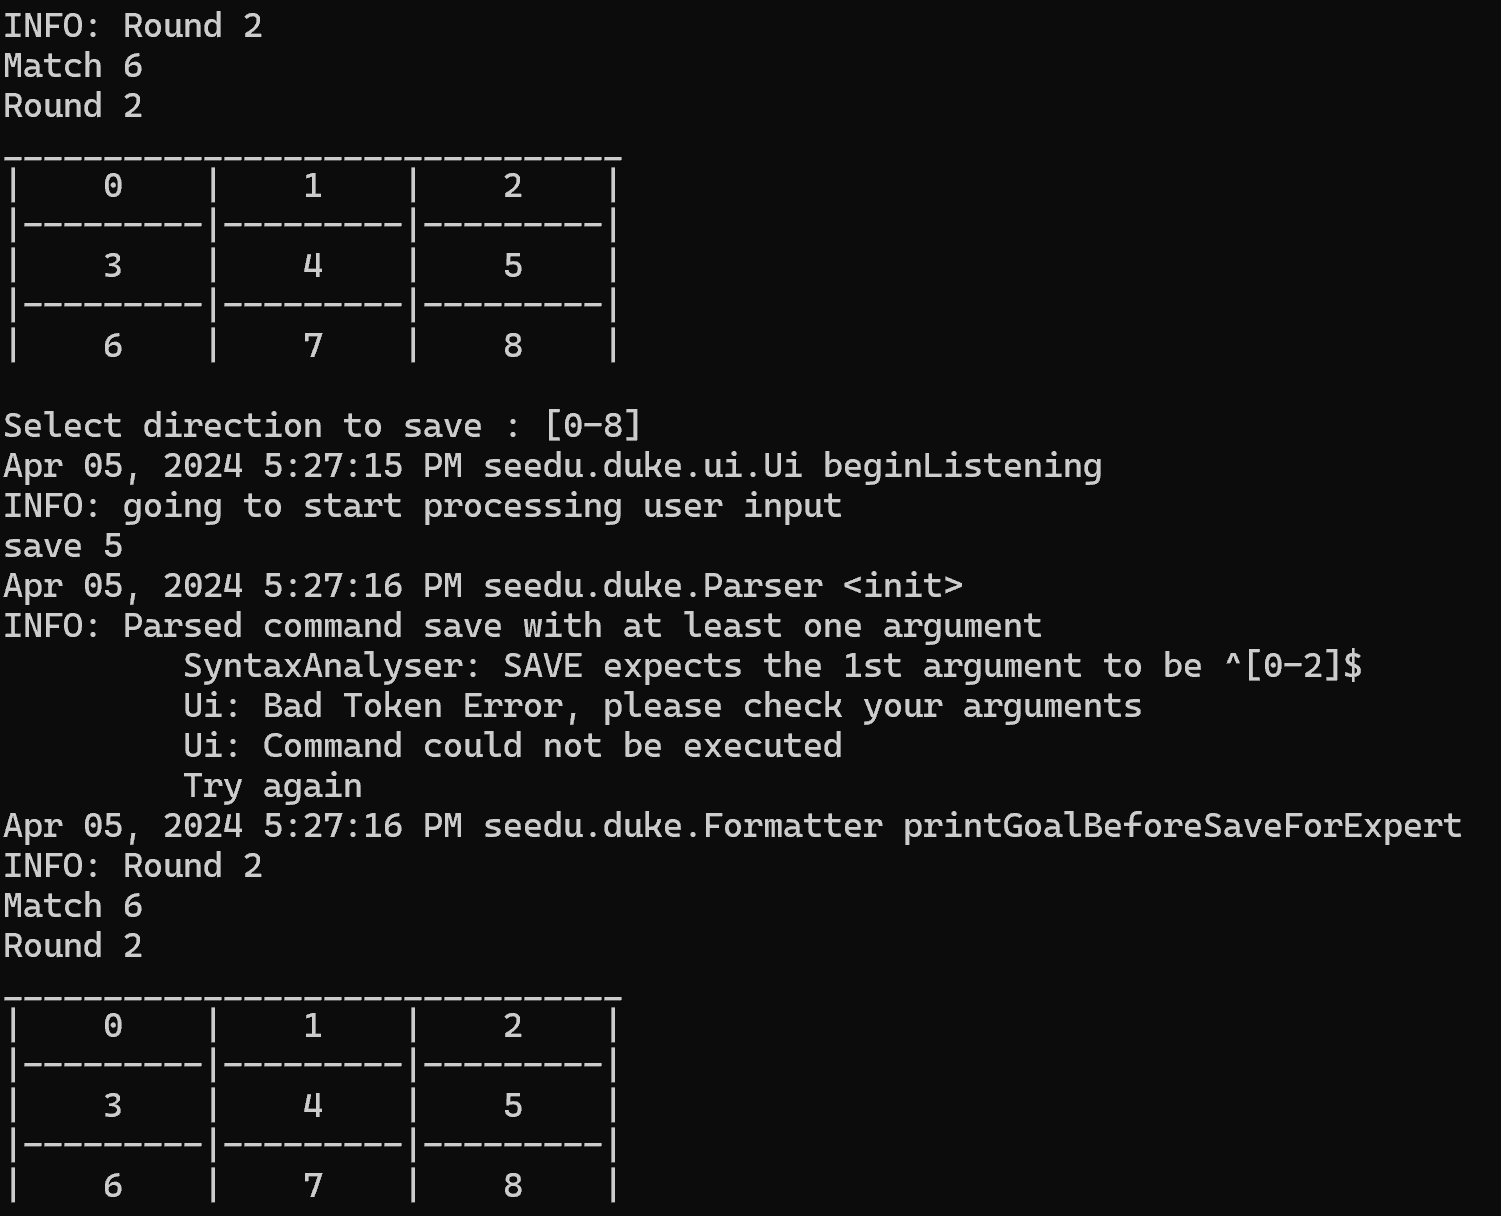 INFO: Round 2
Match 6
Round 2
-------------------------------
|    0    |    1    |    2    |
|---------|---------|---------|
|    3    |    4    |    5    |
|---------|---------|---------|
|    6    |    7    |    8    |
Select direction to save : [0-8]
Apr 05, 2024 5:27:15 PM seedu.duke.ui.Ui beginListening
INFO: going to start processing user input
save 5
Apr 05, 2024 5:27:16 PM seedu.duke.Parser <init>
INFO: Parsed command save with at least one argument
         SyntaxAnalyser: SAVE expects the 1st argument to be ^[0-2]$
         Ui: Bad Token Error, please check your arguments
         Ui: Command could not be executed
         Try again
Apr 05, 2024 5:27:16 PM seedu.duke.Formatter printGoalBeforeSaveForExpert
INFO: Round 2
Match 6
Round 2
-------------------------------
|    0    |    1    |    2    |
|---------|---------|---------|
|    3    |    4    |    5    |
|---------|---------|---------|
|    6    |    7    |    8    |